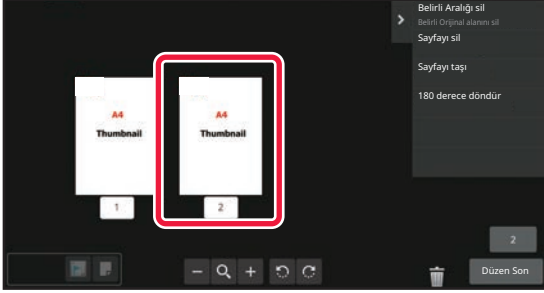 Belirli Aralığı sil
Belirli Orijinal alanını sil
Sayfayı sil
Sayfayı taşı
180 derece döndür
A4
Thumbnail
A4
Thumbnail
1
2
2
Düzen Son